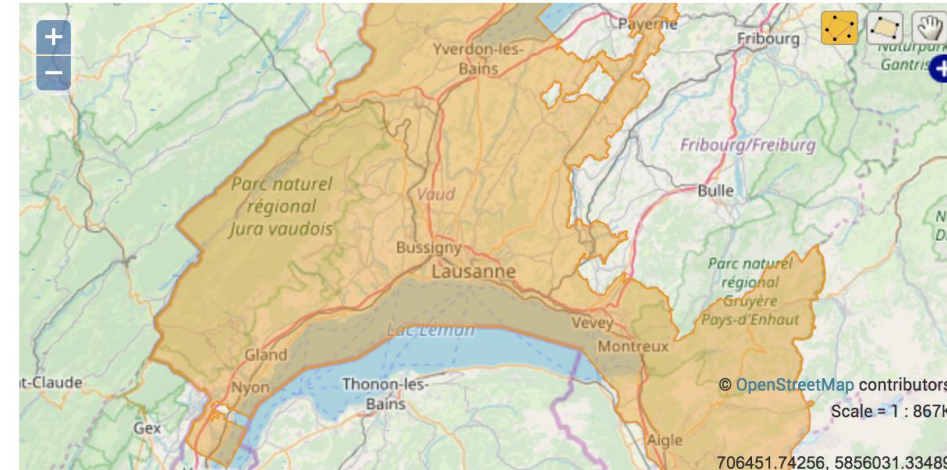 +
−
Payerne
Fribourg
Yverdon-les-
Bains
Naturpark
Gantris
Fribourg/Freiburg
Parc naturel
régional
Jura vaudois
Vaud
Bulle
Bussigny
Lausanne
Parc naturel
régional
Gruyère
Pays-d'Enhaut
Lac Léman
Vevey
Montreux
Gland
Nyon
Thonon-les-
Bains
nt-Claude
Gex
Aigle
© OpenStreetMap contributors
Scale = 1 : 867K
706451.74256, 5856031.33489